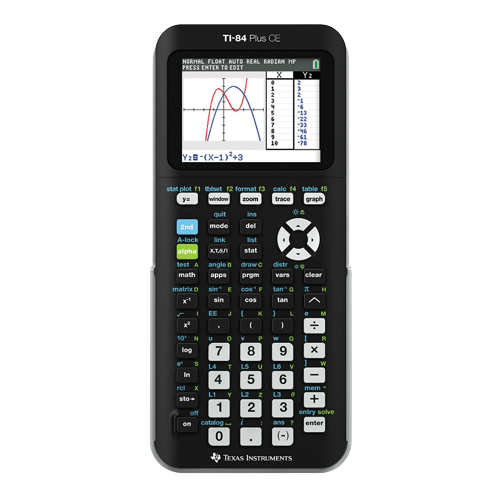 TI-84 Plus CE
NORMAL FLOAT AUTO REAL RADIAN MP
PRESS ENTER TO EDIT
X Y2
0 2
1 3
2 2
3 -1
4 -6
5 -13
6 -22
7 -33
8 -46
9 -61
10 -78
Y2=-(X-1)²+3
stat plot f1 tblset f2 format f3 calc f4 table f5
y= window zoom trace graph
quit ins
2nd mode del
A-lock link list
alpha X,T,θ,n stat
test A angle B draw C distr
math apps prgm vars clear
matrix D sin⁻¹ E cos⁻¹ F tan⁻¹ G π H
x⁻¹ sin cos tan ^
√ I EE J { K } L e M
x² , ( ) ÷
10ˣ N u O v P w Q [ R
log 7 8 9 ×
eˣ S L4 T L5 U L6 V ] W
ln 4 5 6 −
rcl X L1 Y L2 Z L3 θ mem "
sto→ 1 2 3 +
off catalog i : ans ? entry solve
on 0 . (-) enter
TEXAS INSTRUMENTS